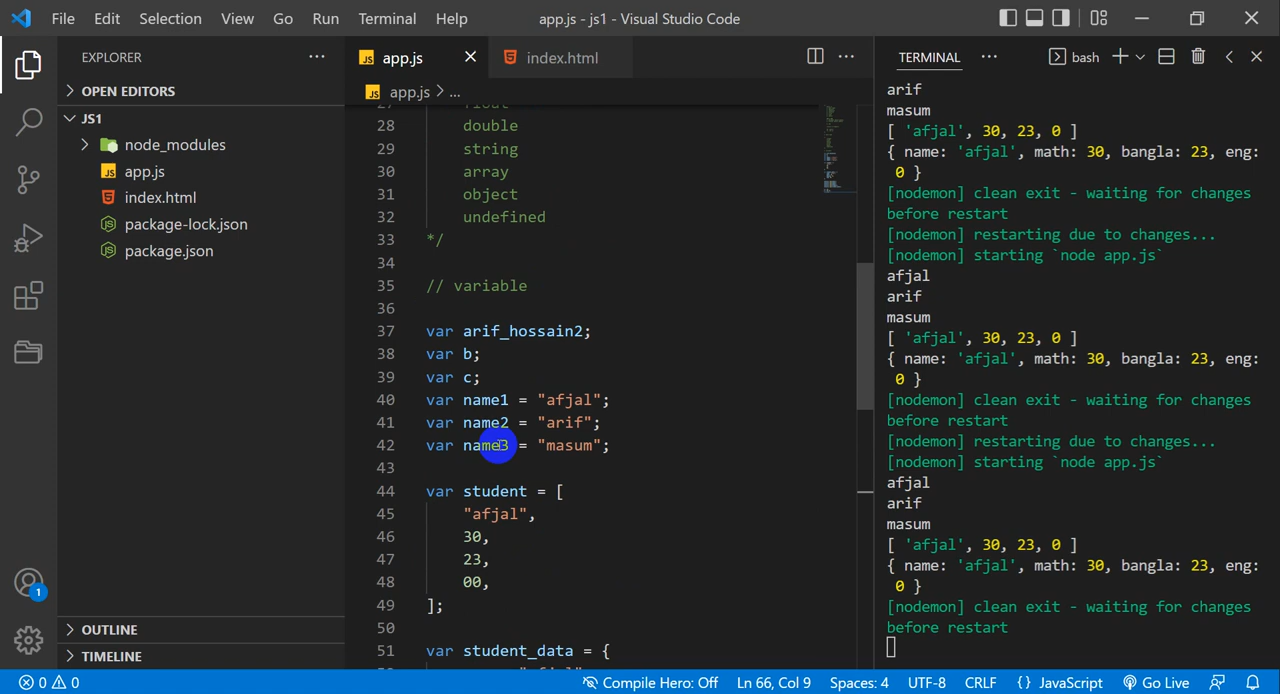 File Edit Selection View Go Run Terminal Help app.js - js1 - Visual Studio Code
EXPLORER
OPEN EDITORS
JS1
node_modules
app.js
index.html
package-lock.json
package.json
OUTLINE
TIMELINE
1
app.js index.html
app.js > ...
27 float
28 double
29 string
30 array
31 object
32 undefined
33 */
34
35 // variable
36
37 var arif_hossain2;
38 var b;
39 var c;
40 var name1 = "afjal";
41 var name2 = "arif";
42 var name3 = "masum";
43
44 var student = [
45 "afjal",
46 30,
47 23,
48 00,
49 ];
50
51 var student_data = {
TERMINAL bash
arif
masum
[ 'afjal', 30, 23, 0 ]
{ name: 'afjal', math: 30, bangla: 23, eng:
0 }
[nodemon] clean exit - waiting for changes
before restart
[nodemon] restarting due to changes...
[nodemon] starting `node app.js`
afjal
arif
masum
[ 'afjal', 30, 23, 0 ]
{ name: 'afjal', math: 30, bangla: 23, eng:
0 }
[nodemon] clean exit - waiting for changes
before restart
[nodemon] restarting due to changes...
[nodemon] starting `node app.js`
afjal
arif
masum
[ 'afjal', 30, 23, 0 ]
{ name: 'afjal', math: 30, bangla: 23, eng:
0 }
[nodemon] clean exit - waiting for changes
before restart
0 0 Compile Hero: Off Ln 66, Col 9 Spaces: 4 UTF-8 CRLF {} JavaScript Go Live